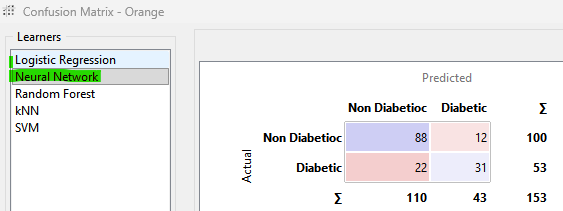 Confusion Matrix - Orange
Learners
Logistic Regression
Neural Network
Random Forest
kNN
SVM
Predicted
Non Diabetioc Diabetic Σ
Actual
Non Diabetioc 88 12 100
Diabetic 22 31 53
Σ 110 43 153